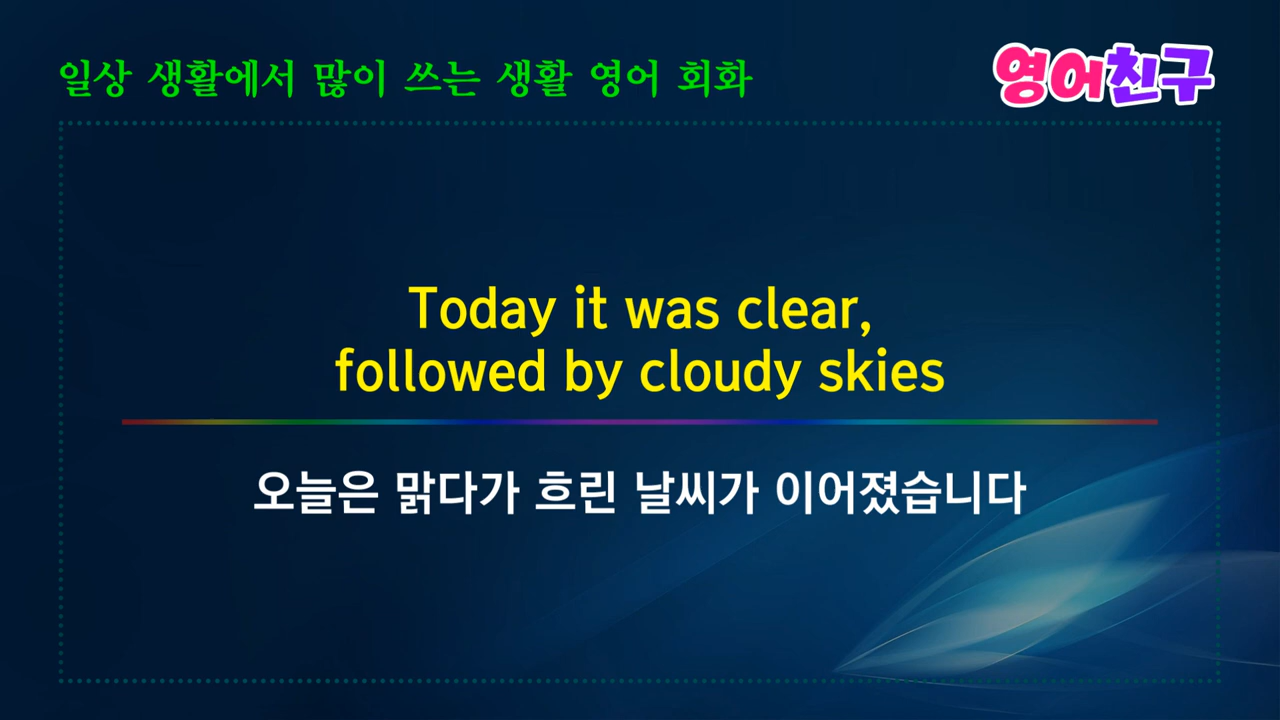 일상 생활에서 많이 쓰는 생활 영어 회화
영어친구
Today it was clear,
followed by cloudy skies
오늘은 맑다가 흐린 날씨가 이어졌습니다